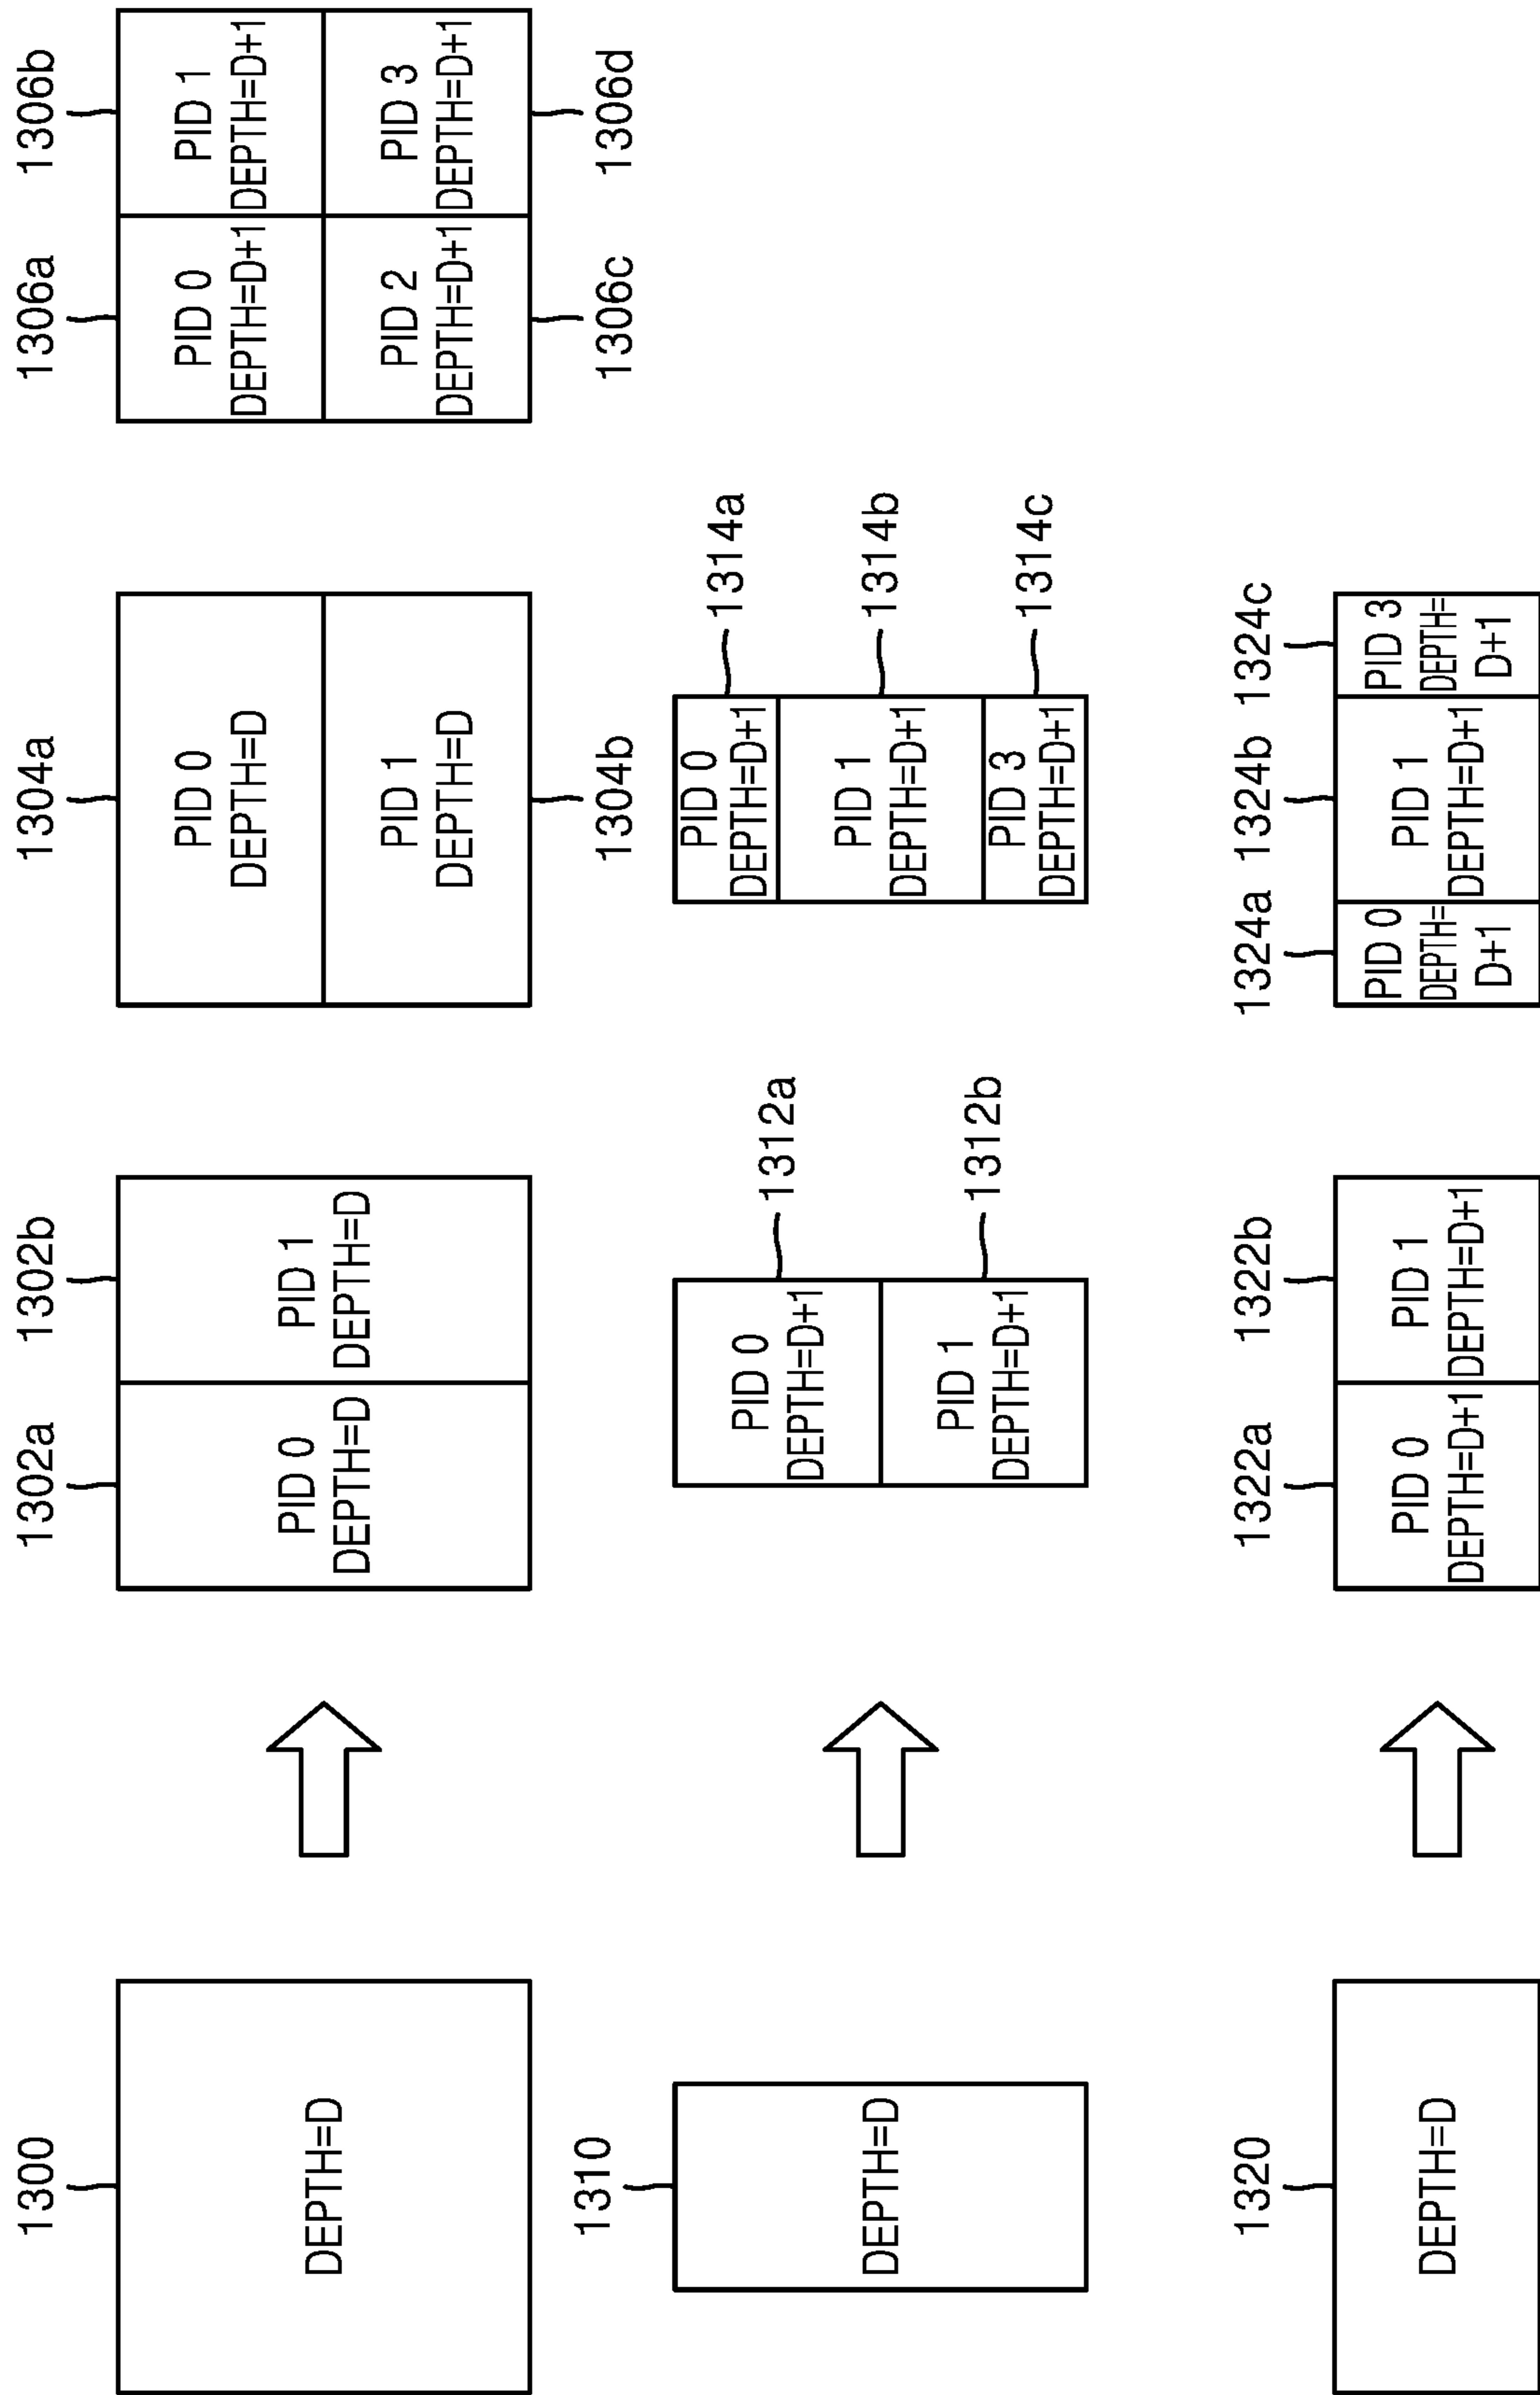 1300
DEPTH=D
1302a
1302b
PID 0
DEPTH=D
PID 1
DEPTH=D
1304a
PID 0
DEPTH=D
PID 1
DEPTH=D
1304b
1306a
1306b
PID 0
DEPTH=D+1
PID 1
DEPTH=D+1
PID 2
DEPTH=D+1
PID 3
DEPTH=D+1
1306c
1306d
1310
DEPTH=D
PID 0
DEPTH=D+1
1312a
PID 1
DEPTH=D+1
1312b
PID 0
DEPTH=D+1
1314a
PID 1
DEPTH=D+1
1314b
PID 3
DEPTH=D+1
1314c
1320
DEPTH=D
1322a
1322b
PID 0
DEPTH=D+1
PID 1
DEPTH=D+1
1324a
1324b
1324c
PID 0
DEPTH=
D+1
PID 1
DEPTH=D+1
PID 3
DEPTH=
D+1